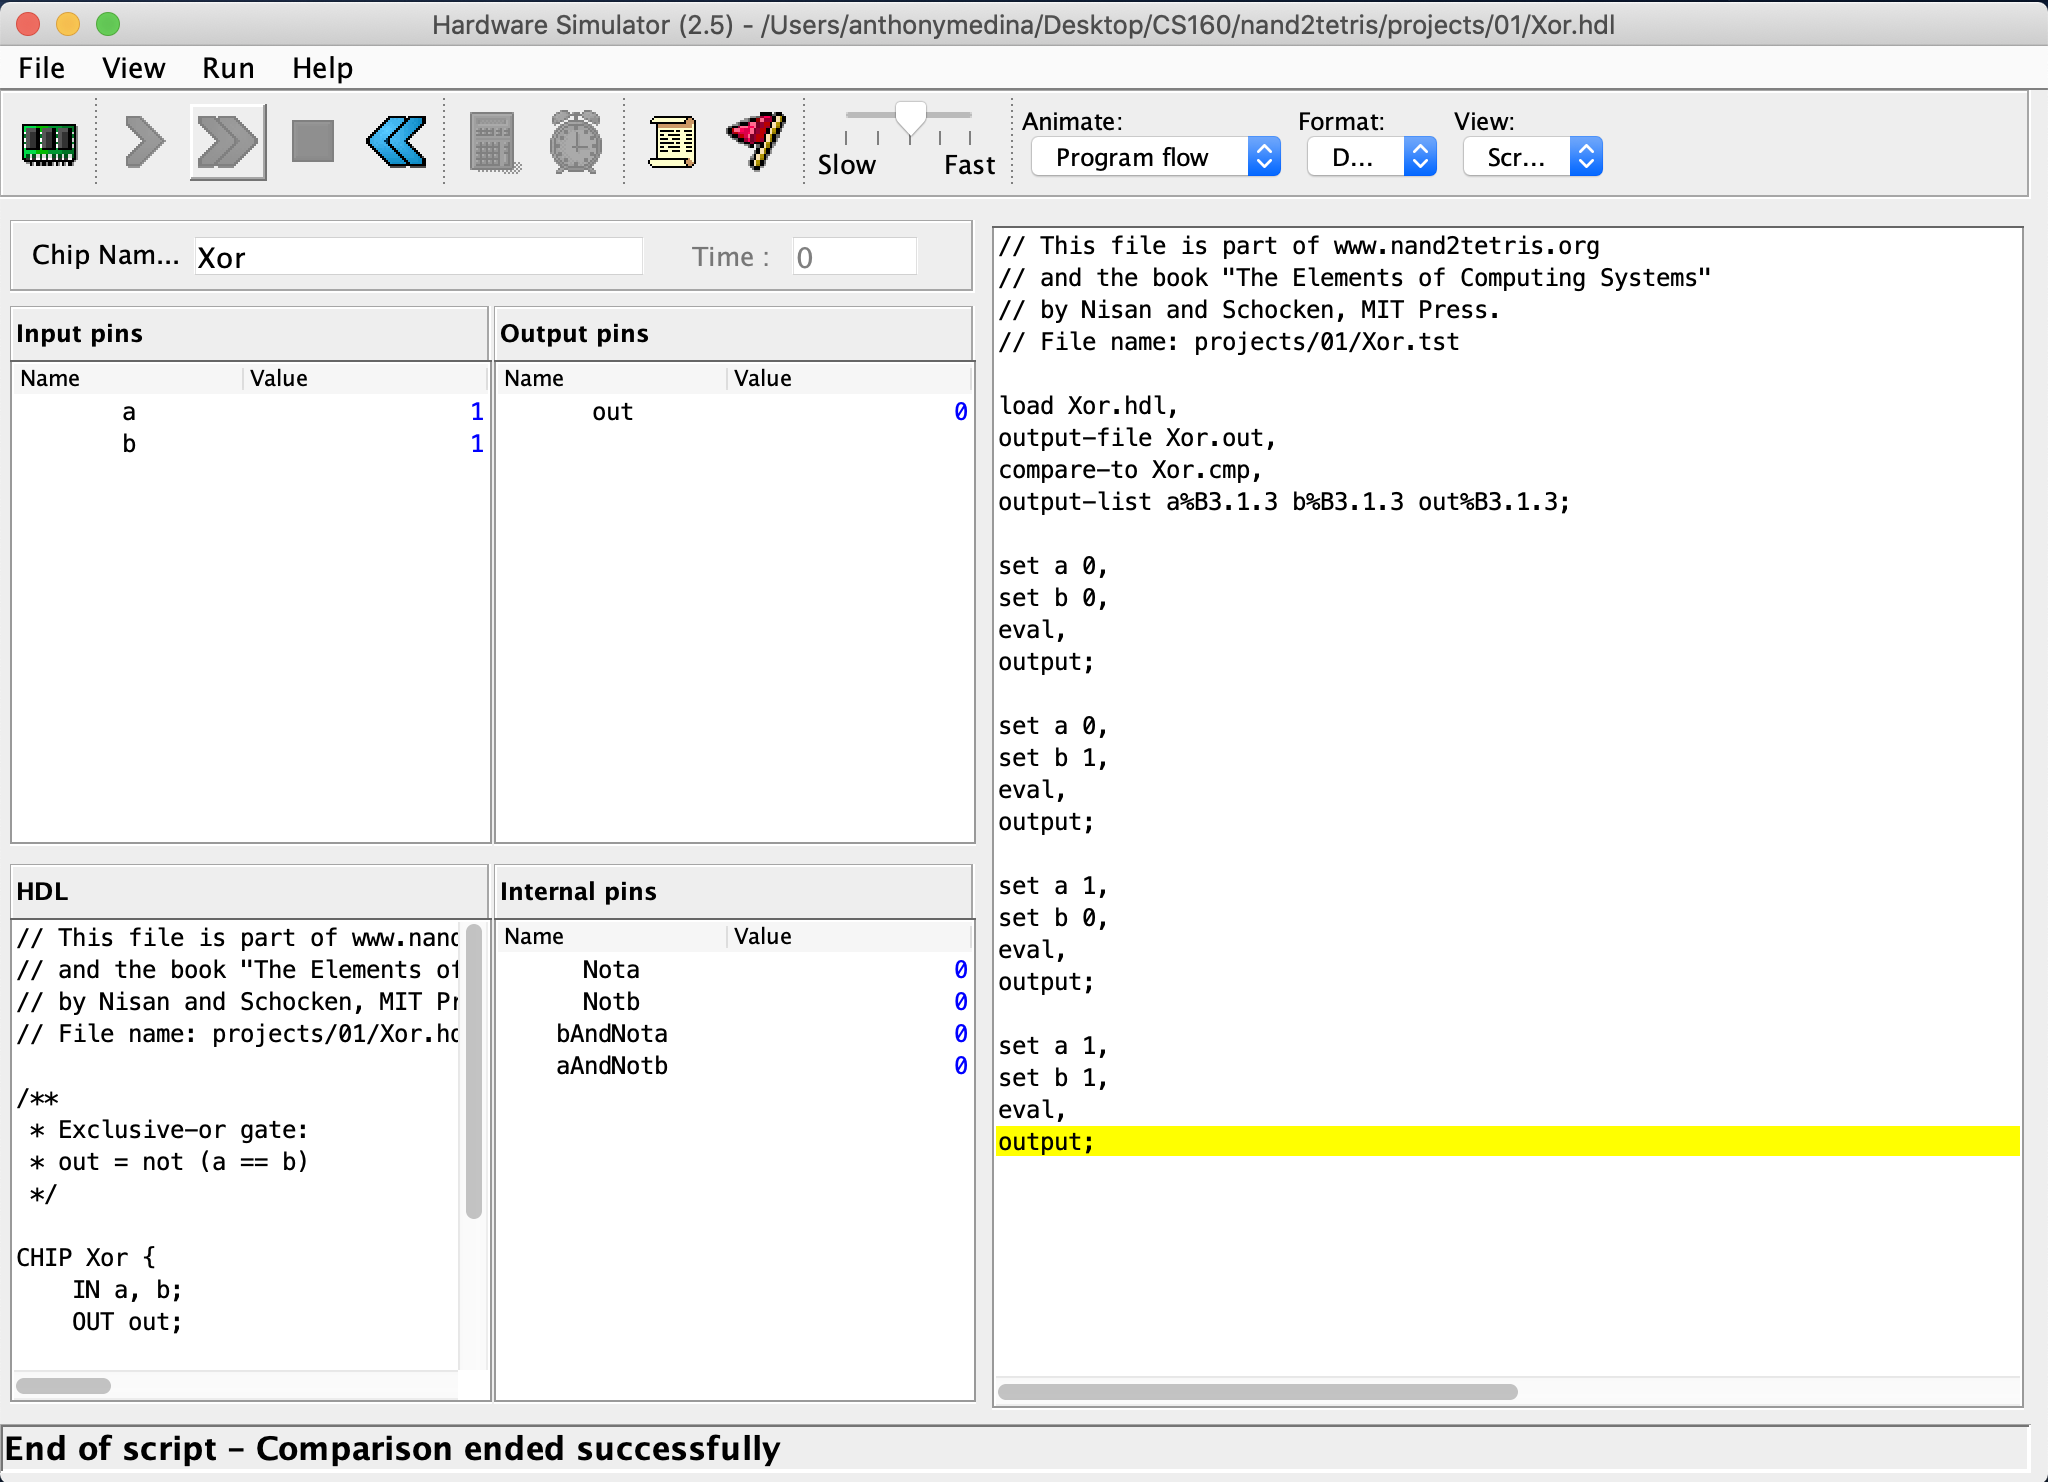 Hardware Simulator (2.5) - /Users/anthonymedina/Desktop/CS160/nand2tetris/projects/01/Xor.hdl
File View Run Help
Slow Fast
Animate: Format: View:
Program flow D... Scr...
Chip Nam... Xor Time : 0
Input pins
Name Value
a 1
b 1
Output pins
Name Value
out 0
HDL
// This file is part of www.nand
// and the book "The Elements of
// by Nisan and Schocken, MIT Pr
// File name: projects/01/Xor.hd
/**
* Exclusive-or gate:
* out = not (a == b)
*/
CHIP Xor {
IN a, b;
OUT out;
Internal pins
Name Value
Nota 0
Notb 0
bAndNota 0
aAndNotb 0
// This file is part of www.nand2tetris.org
// and the book "The Elements of Computing Systems"
// by Nisan and Schocken, MIT Press.
// File name: projects/01/Xor.tst
load Xor.hdl,
output-file Xor.out,
compare-to Xor.cmp,
output-list a%B3.1.3 b%B3.1.3 out%B3.1.3;
set a 0,
set b 0,
eval,
output;
set a 0,
set b 1,
eval,
output;
set a 1,
set b 0,
eval,
output;
set a 1,
set b 1,
eval,
output;
End of script - Comparison ended successfully